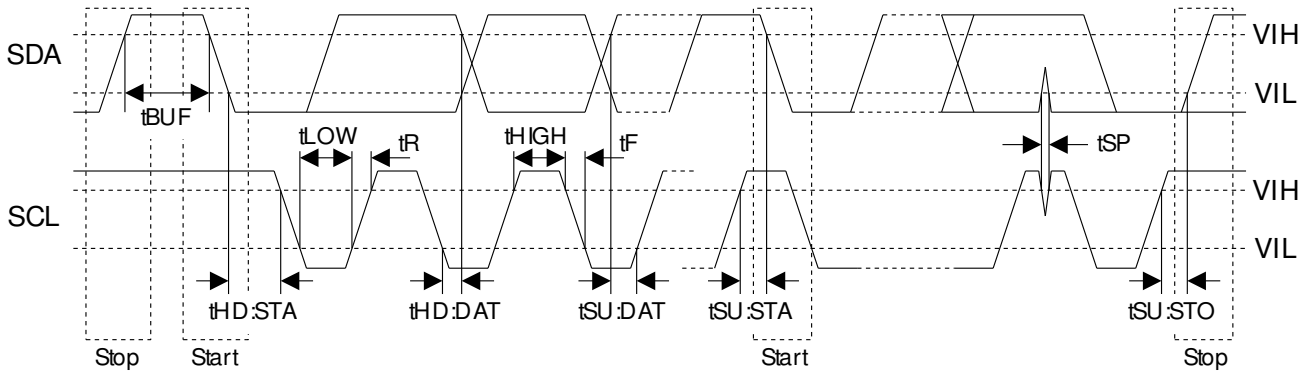 SDA
VIH
VIL
tBUF
tLOW
tR
tHIGH
tF
tSP
SCL
VIH
VIL
tHD:STA
tHD:DAT
tSU:DAT
tSU:STA
tSU:STO
Stop
Start
Start
Stop